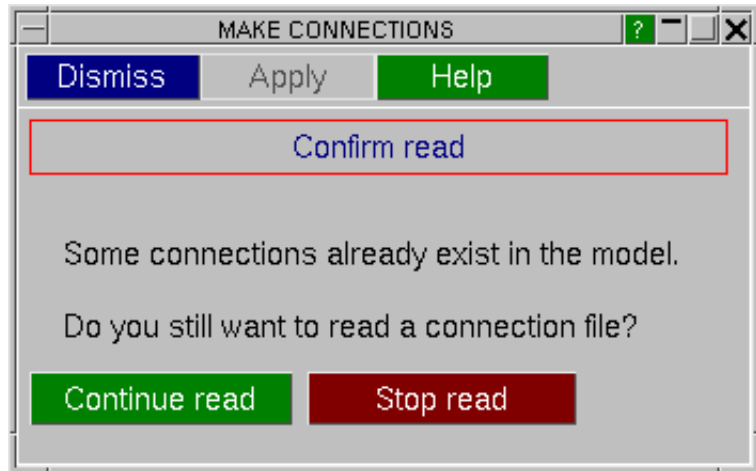 MAKE CONNECTIONS ?
Dismiss Apply Help
Confirm read
Some connections already exist in the model.
Do you still want to read a connection file?
Continue read Stop read